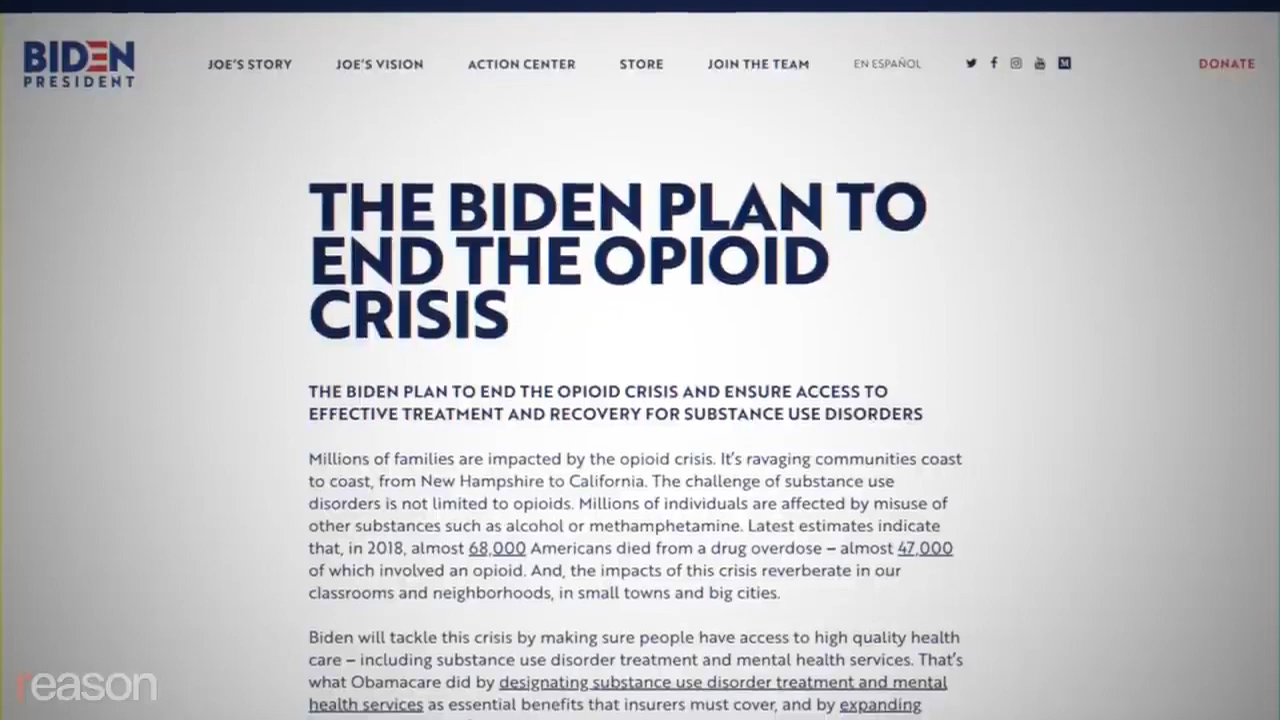 BIDEN
PRESIDENT
JOE'S STORY JOE'S VISION ACTION CENTER STORE JOIN THE TEAM EN ESPAÑOL DONATE
THE BIDEN PLAN TO
END THE OPIOID
CRISIS
THE BIDEN PLAN TO END THE OPIOID CRISIS AND ENSURE ACCESS TO
EFFECTIVE TREATMENT AND RECOVERY FOR SUBSTANCE USE DISORDERS
Millions of families are impacted by the opioid crisis. It's ravaging communities coast
to coast, from New Hampshire to California. The challenge of substance use
disorders is not limited to opioids. Millions of individuals are affected by misuse of
other substances such as alcohol or methamphetamine. Latest estimates indicate
that, in 2018, almost 68,000 Americans died from a drug overdose – almost 47,000
of which involved an opioid. And, the impacts of this crisis reverberate in our
classrooms and neighborhoods, in small towns and big cities.
Biden will tackle this crisis by making sure people have access to high quality health
care – including substance use disorder treatment and mental health services. That's
what Obamacare did by designating substance use disorder treatment and mental
health services as essential benefits that insurers must cover, and by expanding
reason